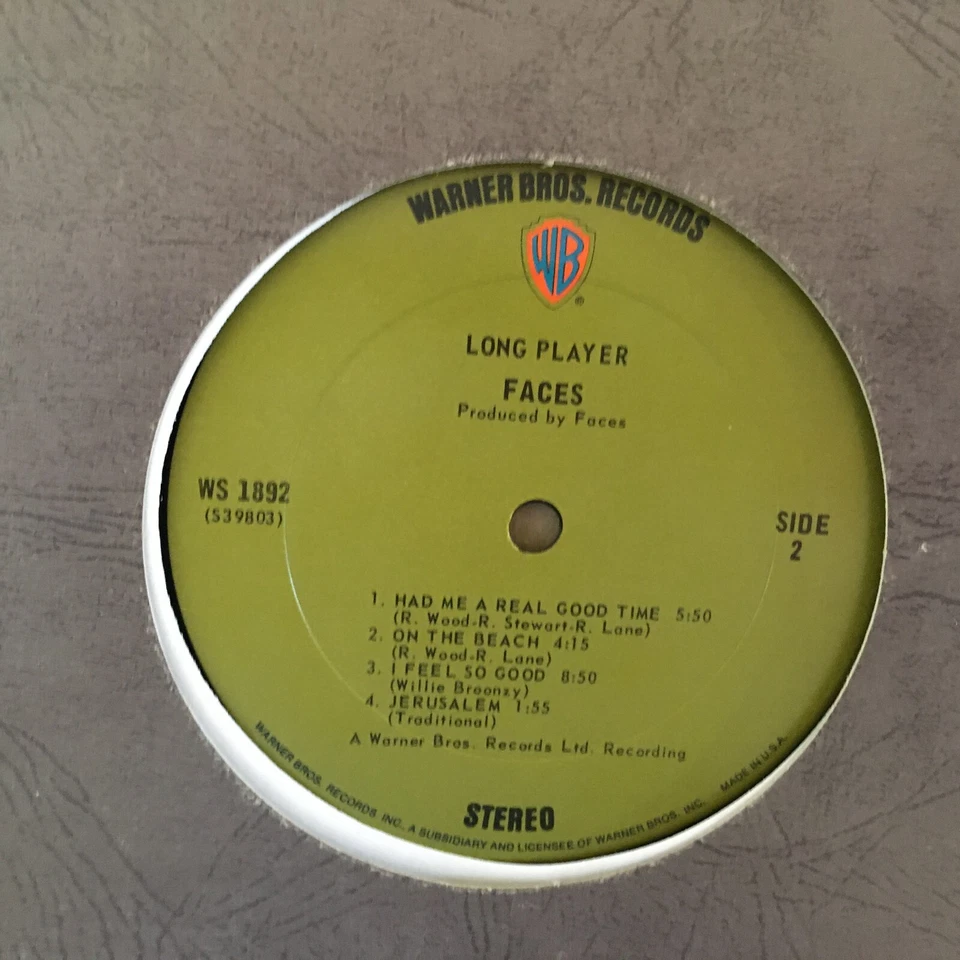 WARNER BROS. RECORDS
WB
®
LONG PLAYER
FACES
Produced by Faces
WS 1892
(S39803)
SIDE
2
1. HAD ME A REAL GOOD TIME 5:50
(R. Wood-R. Stewart-R. Lane)
2. ON THE BEACH 4:15
(R. Wood-R. Lane)
3. I FEEL SO GOOD 8:50
(Willie Broonzy)
4. JERUSALEM 1:55
(Traditional)
A Warner Bros. Records Ltd. Recording
STEREO
WARNER BROS. RECORDS INC., A SUBSIDIARY AND LICENSEE OF WARNER BROS. INC. MADE IN U.S.A.